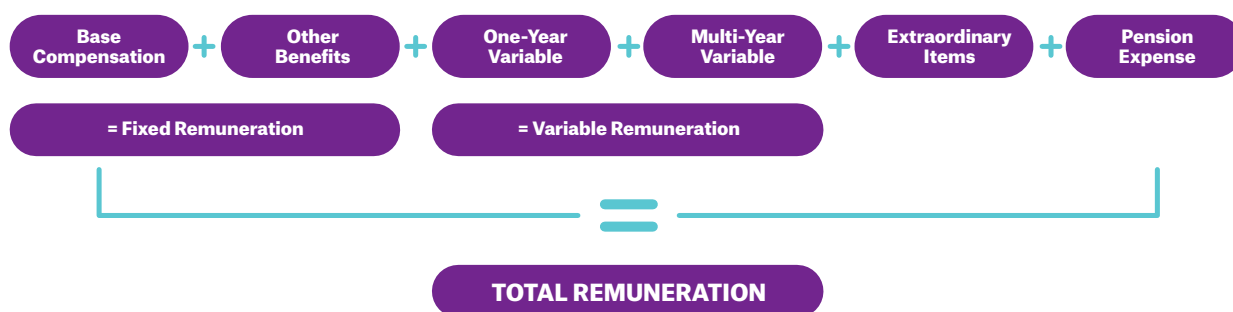 Base
Compensation
+
Other
Benefits
+
One-Year
Variable
+
Multi-Year
Variable
+
Extraordinary
Items
+
Pension
Expense
= Fixed Remuneration
= Variable Remuneration
=
TOTAL REMUNERATION